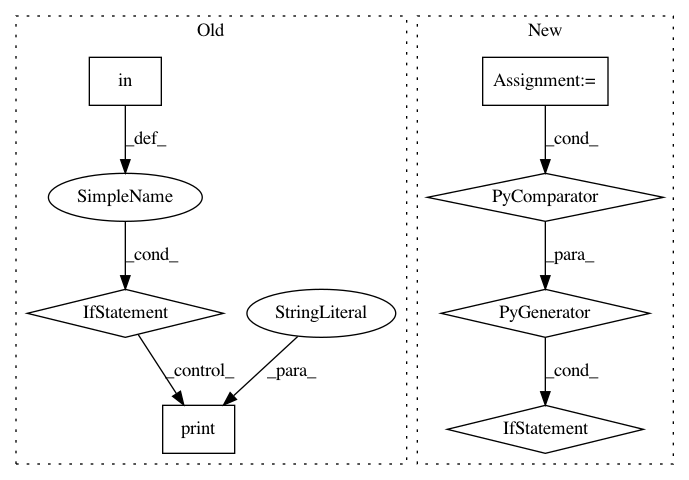 Old
New
in
Assignment:=
_def_
_cond_
SimpleName
PyComparator
_cond_
_para_
IfStatement
StringLiteral
PyGenerator
_control_
_para_
_cond_
print
IfStatement